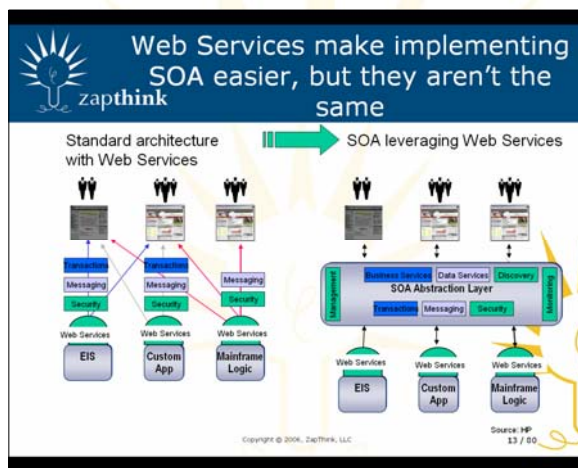 Web Services make implementing
SOA easier, but they aren't the
same
zapthink
Standard architecture
with Web Services
SOA leveraging Web Services
Transactions
Messaging
Security
Web Services
EIS
Transactions
Messaging
Security
Web Services
Custom
App
Messaging
Security
Web Services
Mainframe
Logic
Management
Business Services
Data Services
Discovery
SOA Abstraction Layer
Transactions
Messaging
Security
Monitoring
Web Services
EIS
Web Services
Custom
App
Web Services
Mainframe
Logic
Source: HP
Copyright © 2006, ZapThink, LLC
13 / 80